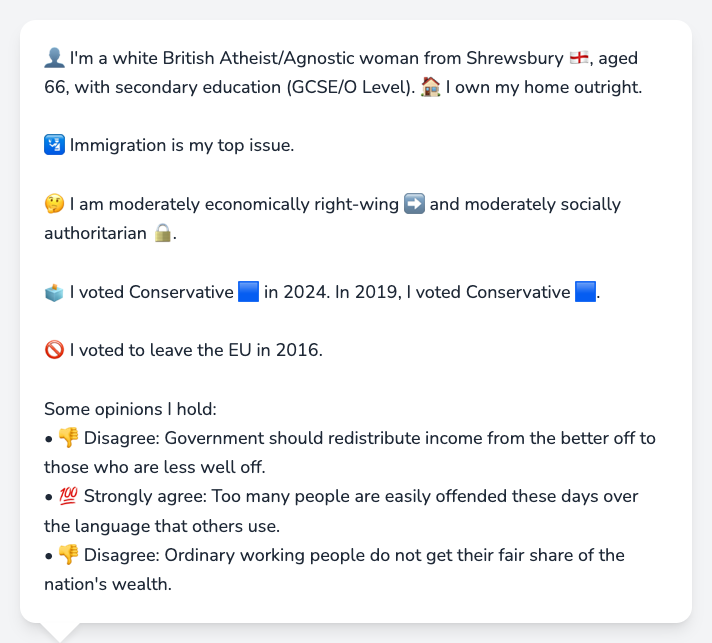 👤 I'm a white British Atheist/Agnostic woman from Shrewsbury 🏴󠁧󠁢󠁥󠁮󠁧󠁿, aged
66, with secondary education (GCSE/O Level). 🏠 I own my home outright.
🛂 Immigration is my top issue.
🤔 I am moderately economically right-wing ➡️ and moderately socially
authoritarian 🔒.
🗳️ I voted Conservative 🟦 in 2024. In 2019, I voted Conservative 🟦.
🚫 I voted to leave the EU in 2016.
Some opinions I hold:
• 👎 Disagree: Government should redistribute income from the better off to
those who are less well off.
• 💯 Strongly agree: Too many people are easily offended these days over
the language that others use.
• 👎 Disagree: Ordinary working people do not get their fair share of the
nation's wealth.